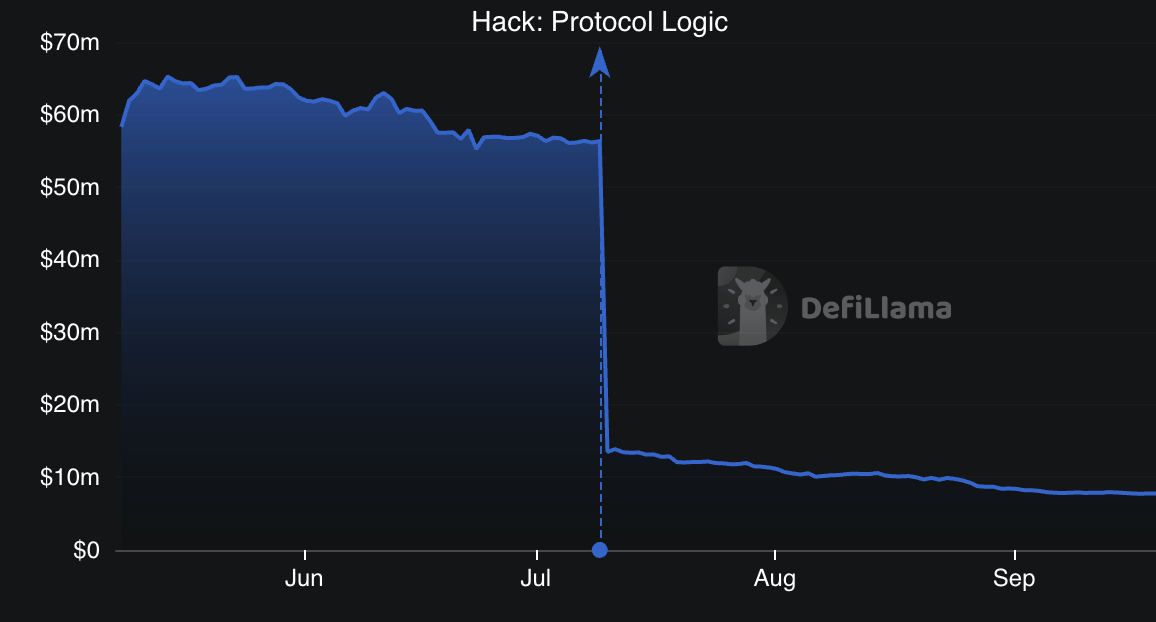 Hack: Protocol Logic
$70m
$60m
$50m
$40m
$30m
$20m
$10m
$0
DefiLlama
Jun
Jul
Aug
Sep